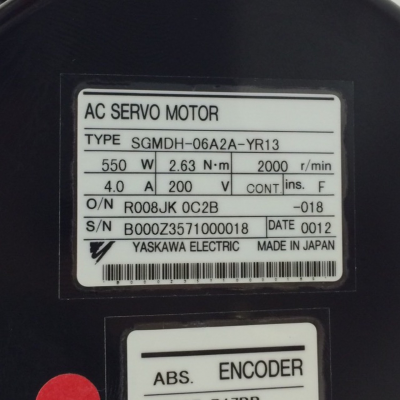 AC SERVO MOTOR
TYPE SGMDH-06A2A-YR13
550 W 2.63 N·m 2000 r/min
4.0 A 200 V CONT. ins. F
O/N R008JK 0C2B -018
S/N B000Z3571000018 DATE 0012
YASKAWA ELECTRIC MADE IN JAPAN
ABS. ENCODER